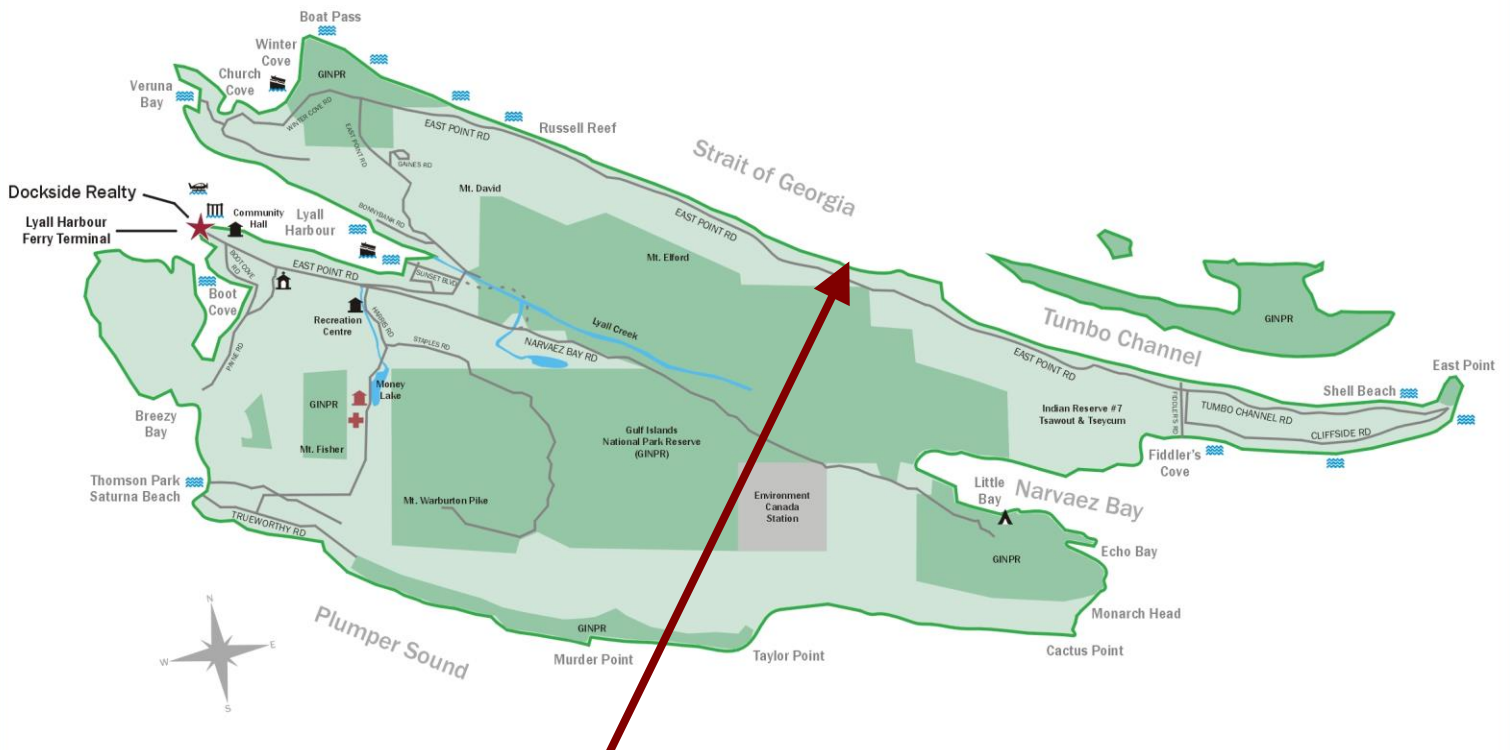 Boat Pass
Winter
Cove
Church
Cove
Veruna
Bay
GINPR
WINTER COVE RD
EAST POINT RD
EAST POINT RD
Russell Reef
GAINES RD
Strait of Georgia
Mt. David
Dockside Realty
Lyall Harbour
Ferry Terminal
Community
Hall
Lyall
Harbour
BONNYBANK RD
EAST POINT RD
Mt. Elford
BOOT COVE
RD
EAST POINT RD
SUNSET BLVD
Boot
Cove
Recreation
Centre
HARRIS RD
Lyall Creek
Tumbo Channel
GINPR
STAPLES RD
NARVAEZ BAY RD
EAST POINT RD
PAYNE RD
Money
Lake
Shell Beach
East Point
Breezy
Bay
GINPR
Mt. Fisher
Gulf Islands
National Park Reserve
(GINPR)
Indian Reserve #7
Tsawout & Tseycum
FIDDLER'S RD
TUMBO CHANNEL RD
CLIFFSIDE RD
Fiddler's
Cove
Thomson Park
Saturna Beach
Mt. Warburton Pike
Environment
Canada
Station
Little
Bay
Narvaez Bay
TRUEWORTHY RD
Echo Bay
GINPR
Monarch Head
N
W
E
S
Plumper Sound
GINPR
Murder Point
Taylor Point
Cactus Point